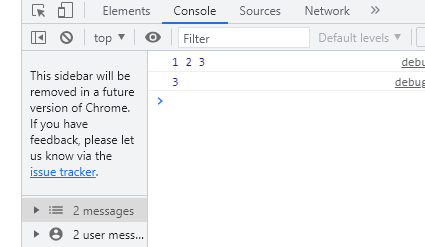 Elements Console Sources Network
top Filter Default levels
This sidebar will be
removed in a future
version of Chrome.
If you have
feedback, please let
us know via the
issue tracker.
2 messages
2 user mess...
1 2 3 debu
3 debug